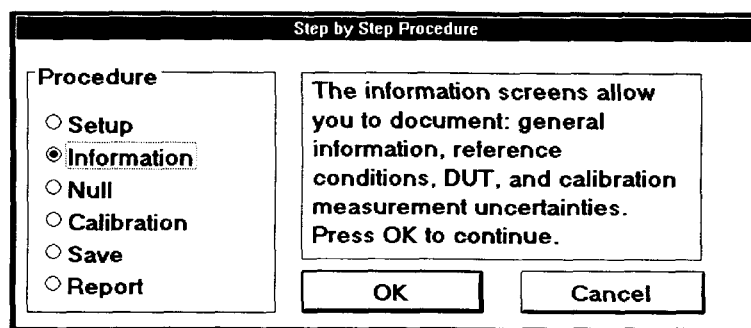 Step by Step Procedure
Procedure
Setup
Information
Null
Calibration
Save
Report
The information screens allow
you to document: general
information, reference
conditions, DUT, and calibration
measurement uncertainties.
Press OK to continue.
OK
Cancel